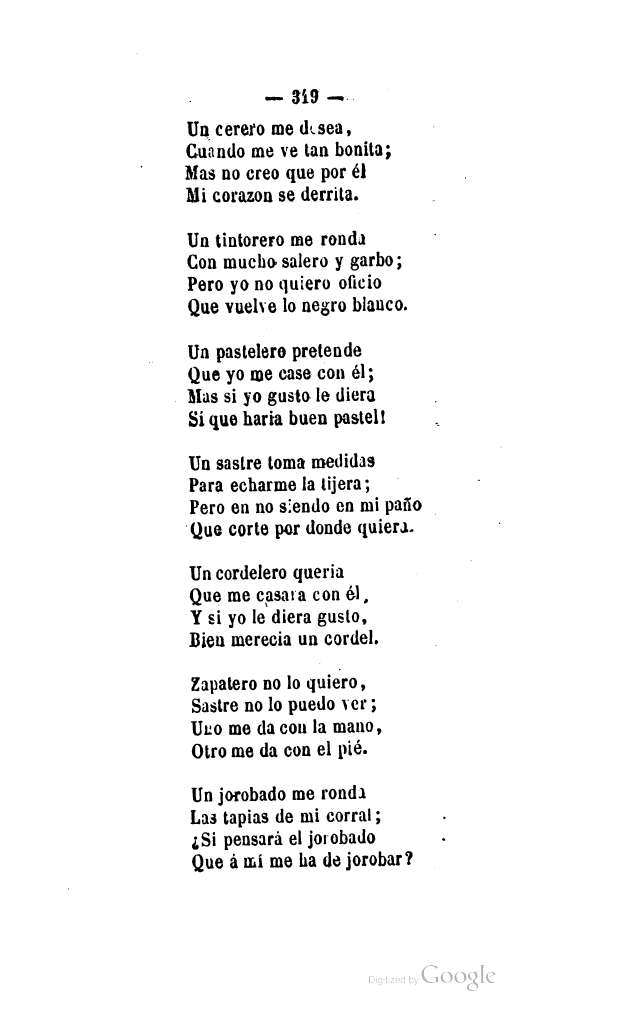 — 319 —
Un cerero me desea,
Cuando me ve tan bonita;
Mas no creo que por él
Mi corazon se derrita.
Un tintorero me ronda
Con mucho salero y garbo;
Pero yo no quiero oficio
Que vuelve lo negro blanco.
Un pastelero pretende
Que yo me case con él;
Mas si yo gusto le diera
Si que haria buen pastel!
Un sastre toma medidas
Para echarme la tijera;
Pero en no siendo en mi paño
Que corte por donde quiera.
Un cordelero queria
Que me casara con él,
Y si yo le diera gusto,
Bien merecia un cordel.
Zapatero no lo quiero,
Sastre no lo puedo ver;
Uno me da con la mano,
Otro me da con el pié.
Un jorobado me ronda
Las tapias de mi corral;
¿Si pensará el jorobado
Que á mí me ha de jorobar?
Digitized by Google